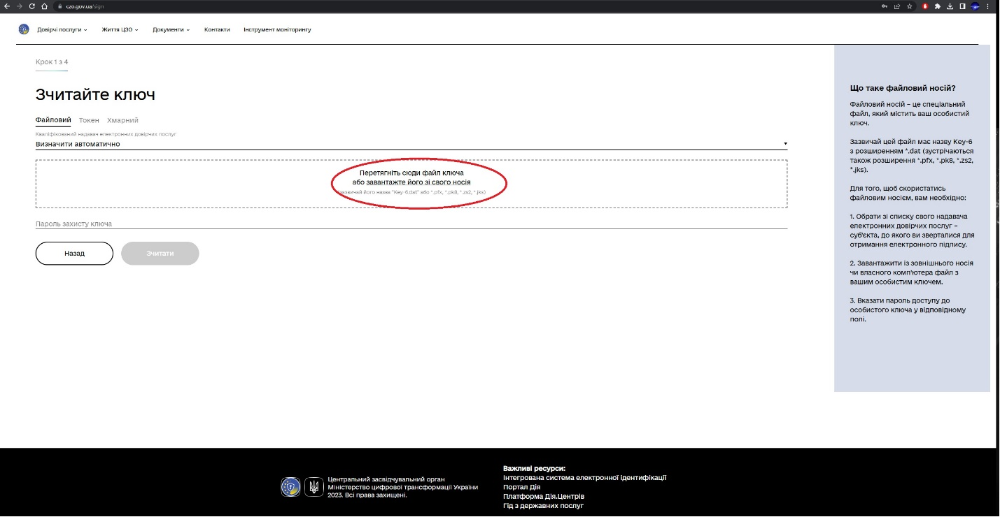 czo.gov.ua/sign
Довірчі послуги
Життя ЦЗО
Документи
Контакти
Інструмент моніторингу
Крок 1 з 4
Зчитайте ключ
Файловий Токен Хмарний
Кваліфікований надавач електронних довірчих послуг
Визначити автоматично
Перетягніть сюди файл ключа
або завантажте його зі свого носія
(зазвичай його назва "Key-6.dat" або *.pfx, *.pk8, *.zs2, *.jks)
Пароль захисту ключа
Назад
Зчитати
Що таке файловий носій?
Файловий носій – це спеціальний
файл, який містить ваш особистий
ключ.
Зазвичай цей файл має назву Key-6
з розширенням *.dat (зустрічаються
також розширення *.pfx, *.pk8, *.zs2,
*.jks).
Для того, щоб скористатись
файловим носієм, вам необхідно:
1. Обрати зі списку свого надавача
електронних довірчих послуг –
суб'єкта, до якого ви зверталися для
отримання електронного підпису.
2. Завантажити із зовнішнього носія
чи власного комп'ютера файл з
вашим особистим ключем.
3. Вказати пароль доступу до
особистого ключа у відповідному
полі.
Центральний засвідчувальний орган
Міністерство цифрової трансформації України
2023. Всі права захищені.
Важливі ресурси:
Інтегрована система електронної ідентифікації
Портал Дія
Платформа Дія.Центрів
Гід з державних послуг